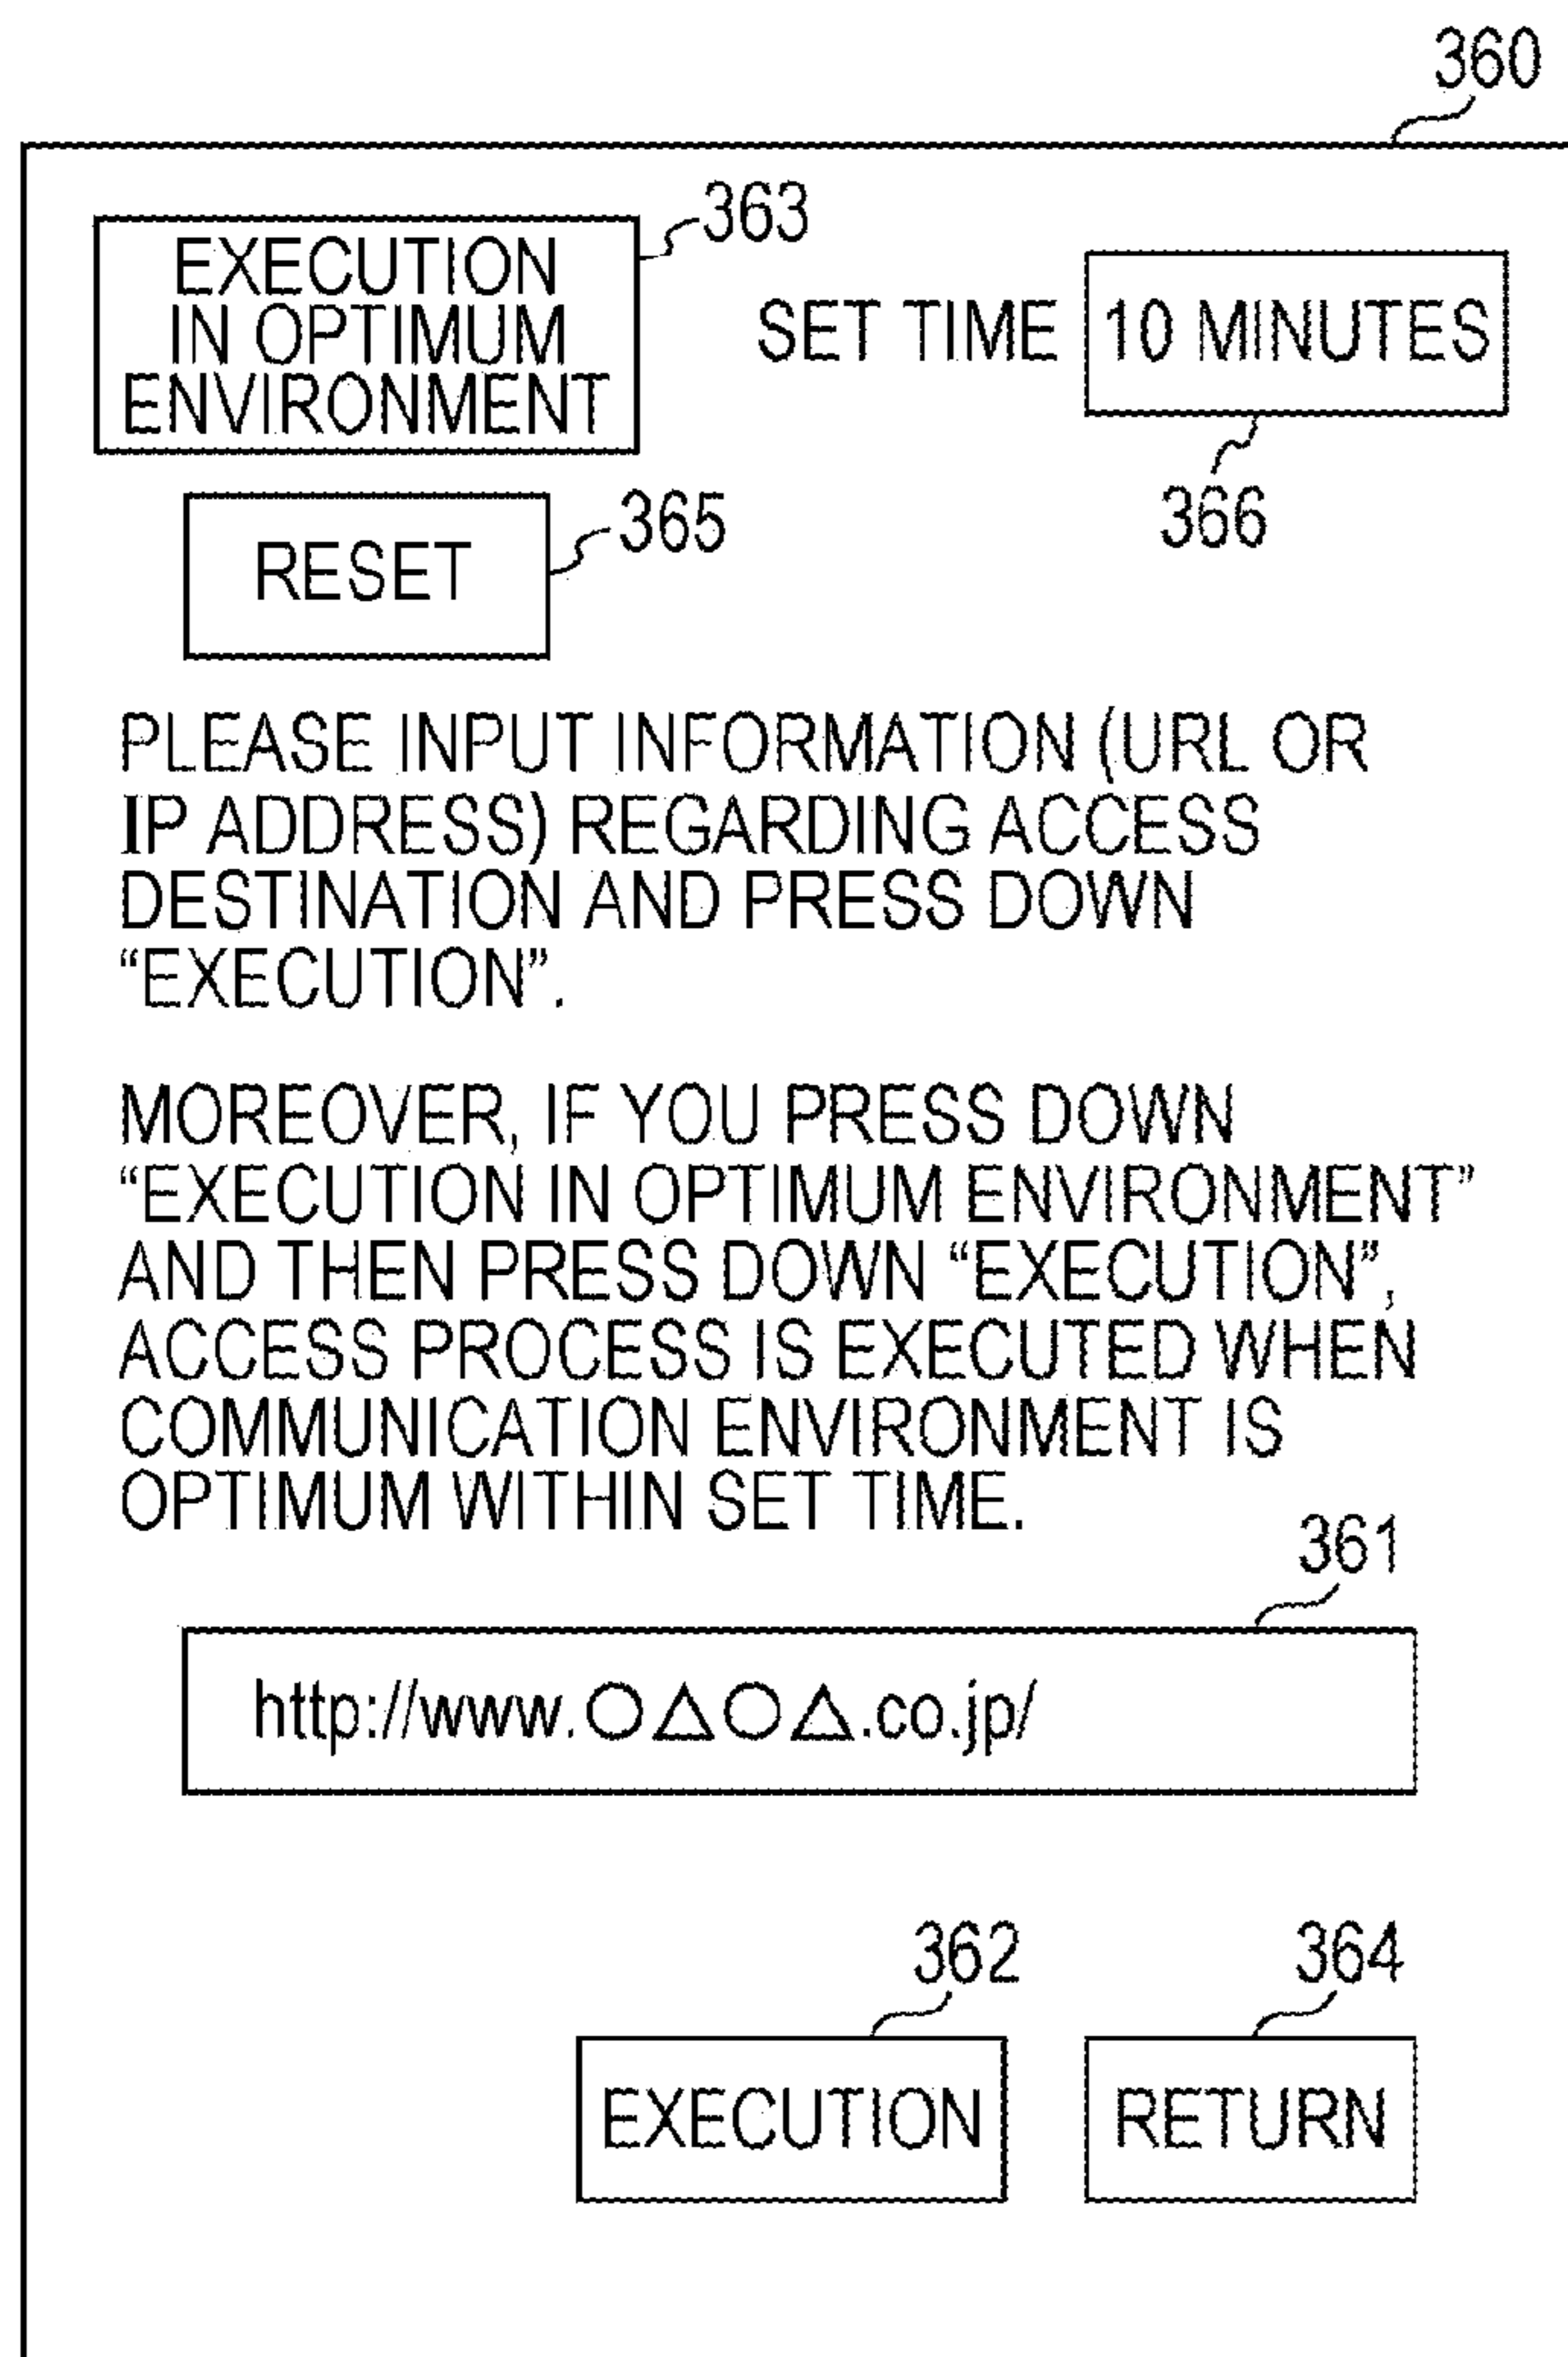 360
363
EXECUTION
IN OPTIMUM
ENVIRONMENT
SET TIME 10 MINUTES
366
365
RESET
PLEASE INPUT INFORMATION (URL OR
IP ADDRESS) REGARDING ACCESS
DESTINATION AND PRESS DOWN
“EXECUTION”.
MOREOVER, IF YOU PRESS DOWN
“EXECUTION IN OPTIMUM ENVIRONMENT”
AND THEN PRESS DOWN “EXECUTION”,
ACCESS PROCESS IS EXECUTED WHEN
COMMUNICATION ENVIRONMENT IS
OPTIMUM WITHIN SET TIME.
361
http://www.○△○△.co.jp/
362 364
EXECUTION RETURN